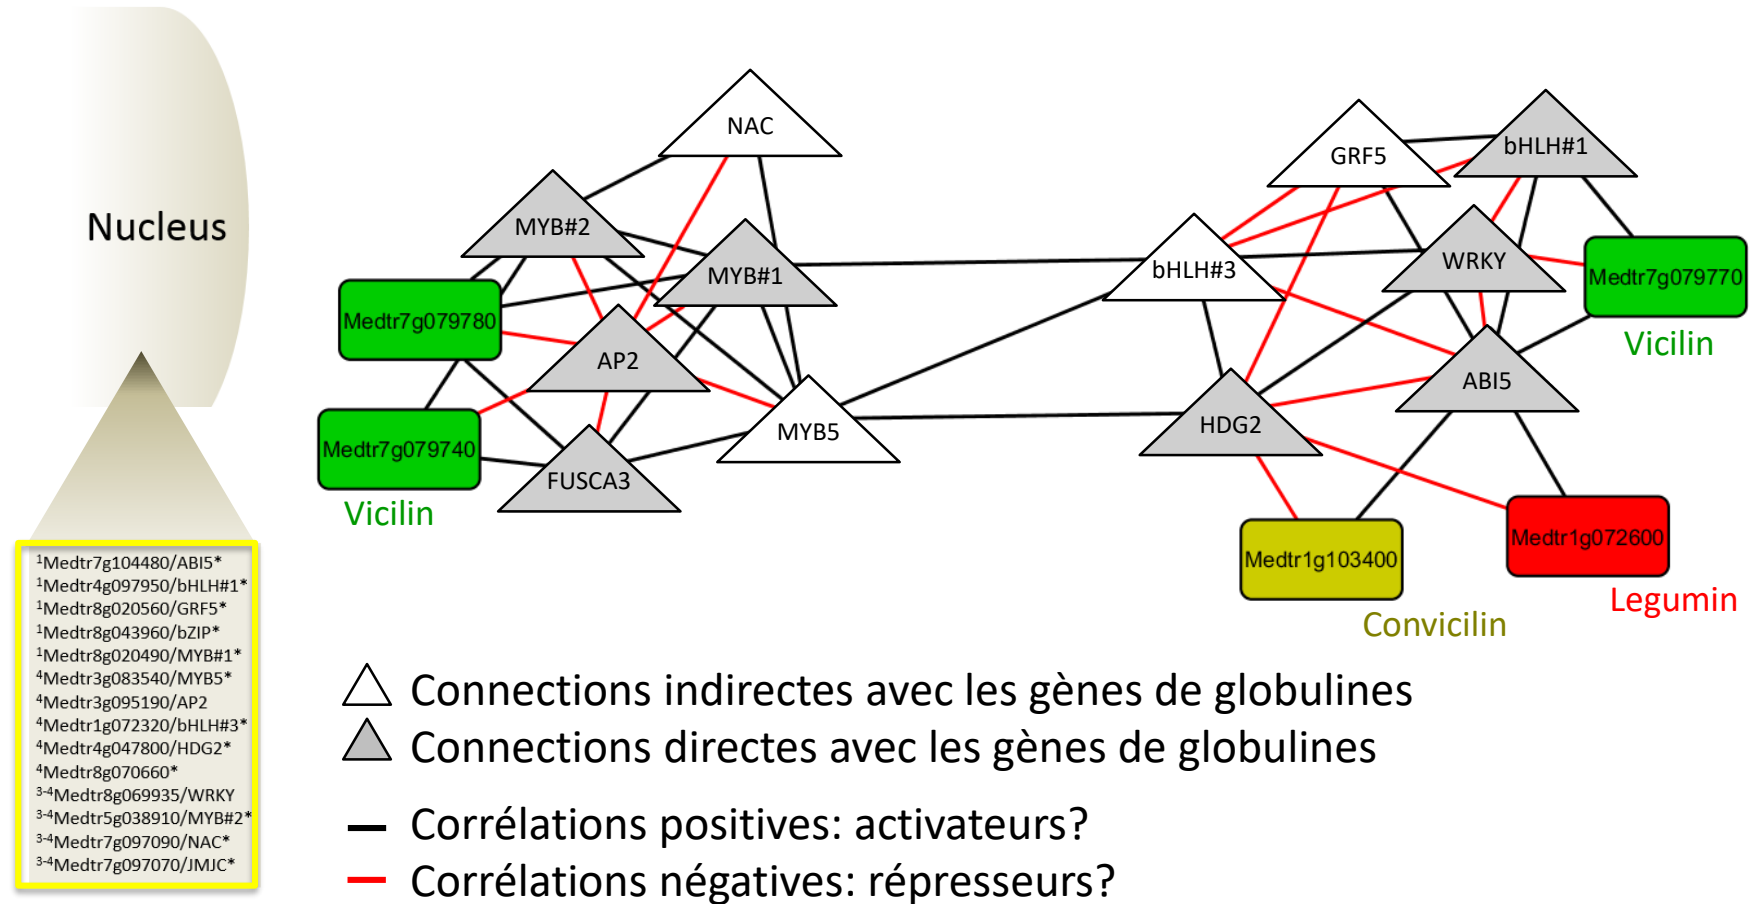 Nucleus
NAC
GRF5
bHLH#1
MYB#2
MYB#1
bHLH#3
WRKY
Medtr7g079770
Medtr7g079780
Vicilin
AP2
ABI5
MYB5
HDG2
Medtr7g079740
FUSCA3
Vicilin
Medtr1g103400
Medtr1g072600
Convicilin
Legumin
1Medtr7g104480/ABI5*
1Medtr4g097950/bHLH#1*
1Medtr8g020560/GRF5*
1Medtr8g043960/bZIP*
1Medtr8g020490/MYB#1*
4Medtr3g083540/MYB5*
4Medtr3g095190/AP2
4Medtr1g072320/bHLH#3*
4Medtr4g047800/HDG2*
4Medtr8g070660*
3-4Medtr8g069935/WRKY
3-4Medtr5g038910/MYB#2*
3-4Medtr7g097090/NAC*
3-4Medtr7g097070/JMJC*
Connections indirectes avec les gènes de globulines
Connections directes avec les gènes de globulines
Corrélations positives: activateurs?
Corrélations négatives: répresseurs?